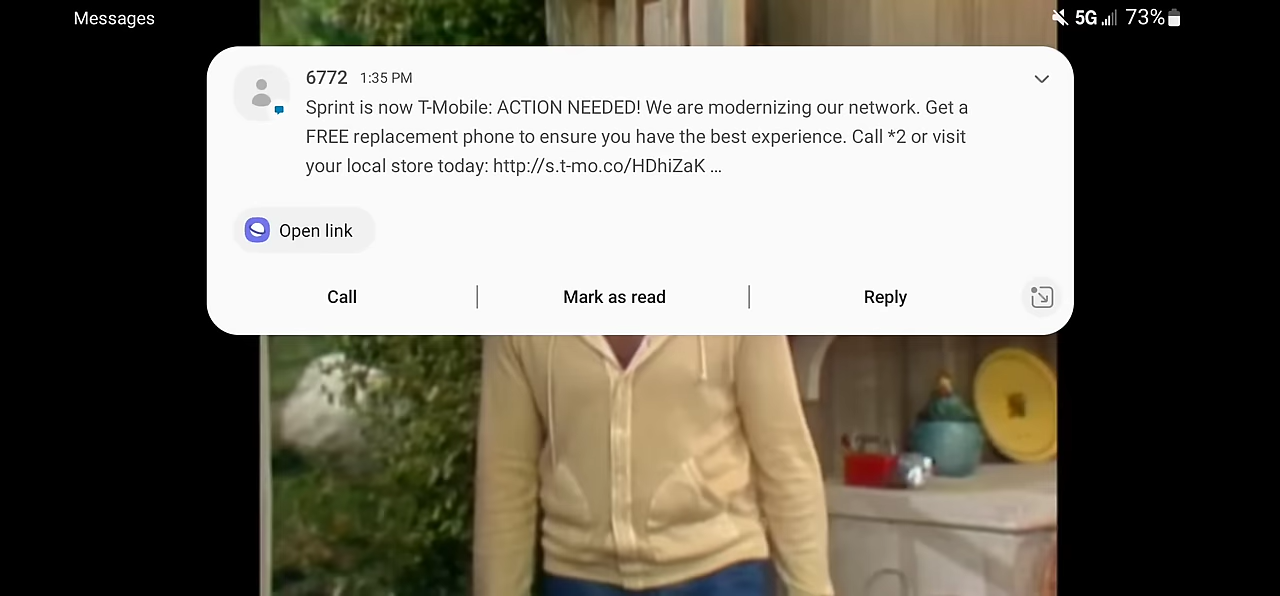 Messages
5G 73%
6772 1:35 PM
Sprint is now T-Mobile: ACTION NEEDED! We are modernizing our network. Get a
FREE replacement phone to ensure you have the best experience. Call *2 or visit
your local store today: http://s.t-mo.co/HDhiZaK ...
Open link
Call | Mark as read | Reply